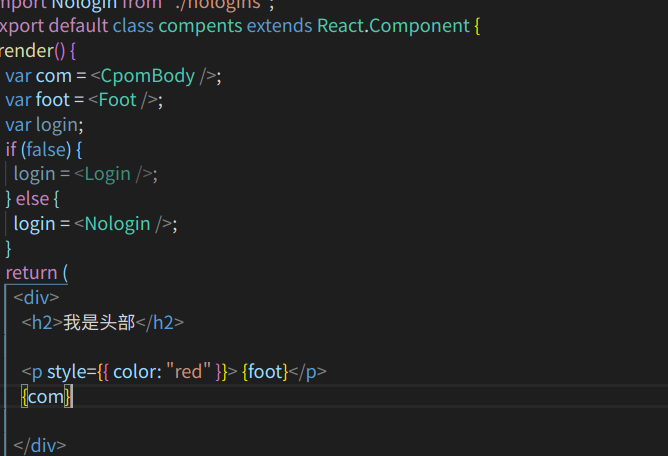 mport Nologin from "./nologins";
xport default class compents extends React.Component {
render() {
var com = <CpomBody />;
var foot = <Foot />;
var login;
if (false) {
login = <Login />;
} else {
login = <Nologin />;
}
return (
<div>
<h2>我是头部</h2>
<p style={{ color: "red" }}> {foot}</p>
{com}
</div>